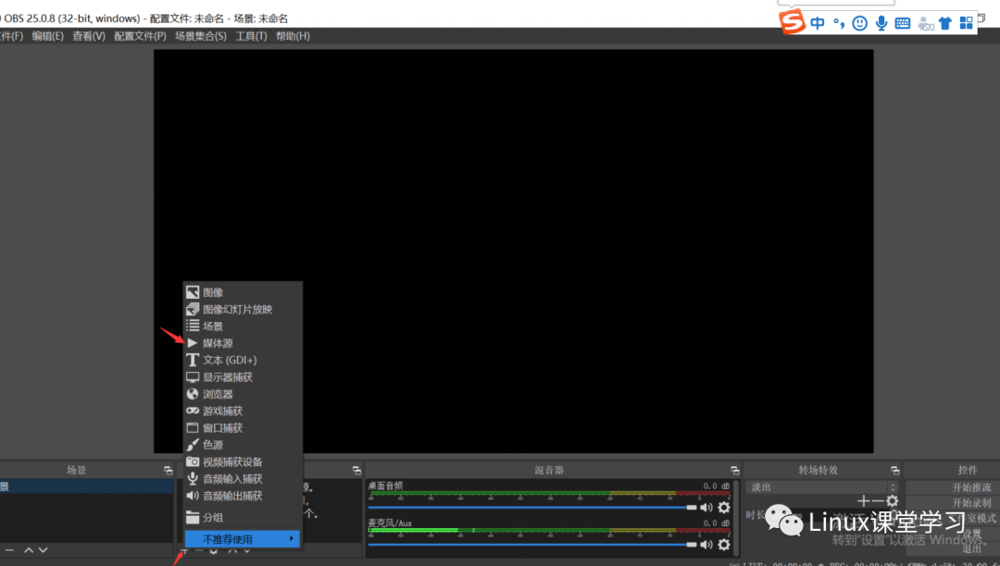 OBS 25.0.8 (32-bit, windows) - 配置文件: 未命名 - 场景: 未命名
中
件(F) 编辑(E) 查看(V) 配置文件(P) 场景集合(S) 工具(T) 帮助(H)
图像
图像幻灯片放映
场景
媒体源
文本 (GDI+)
显示器捕获
浏览器
游戏捕获
窗口捕获
色源
视频捕获设备
音频输入捕获
音频输出捕获
分组
不推荐使用
场景
景
源。
个。
混音器
桌面音频 0.0 dB
麦克风/Aux 0.0 dB
转场特效
淡出
时长
控件
开始推流
开始录制
室模式
设置
退出
Linux课堂学习
转到"设置"以激活 Windows。